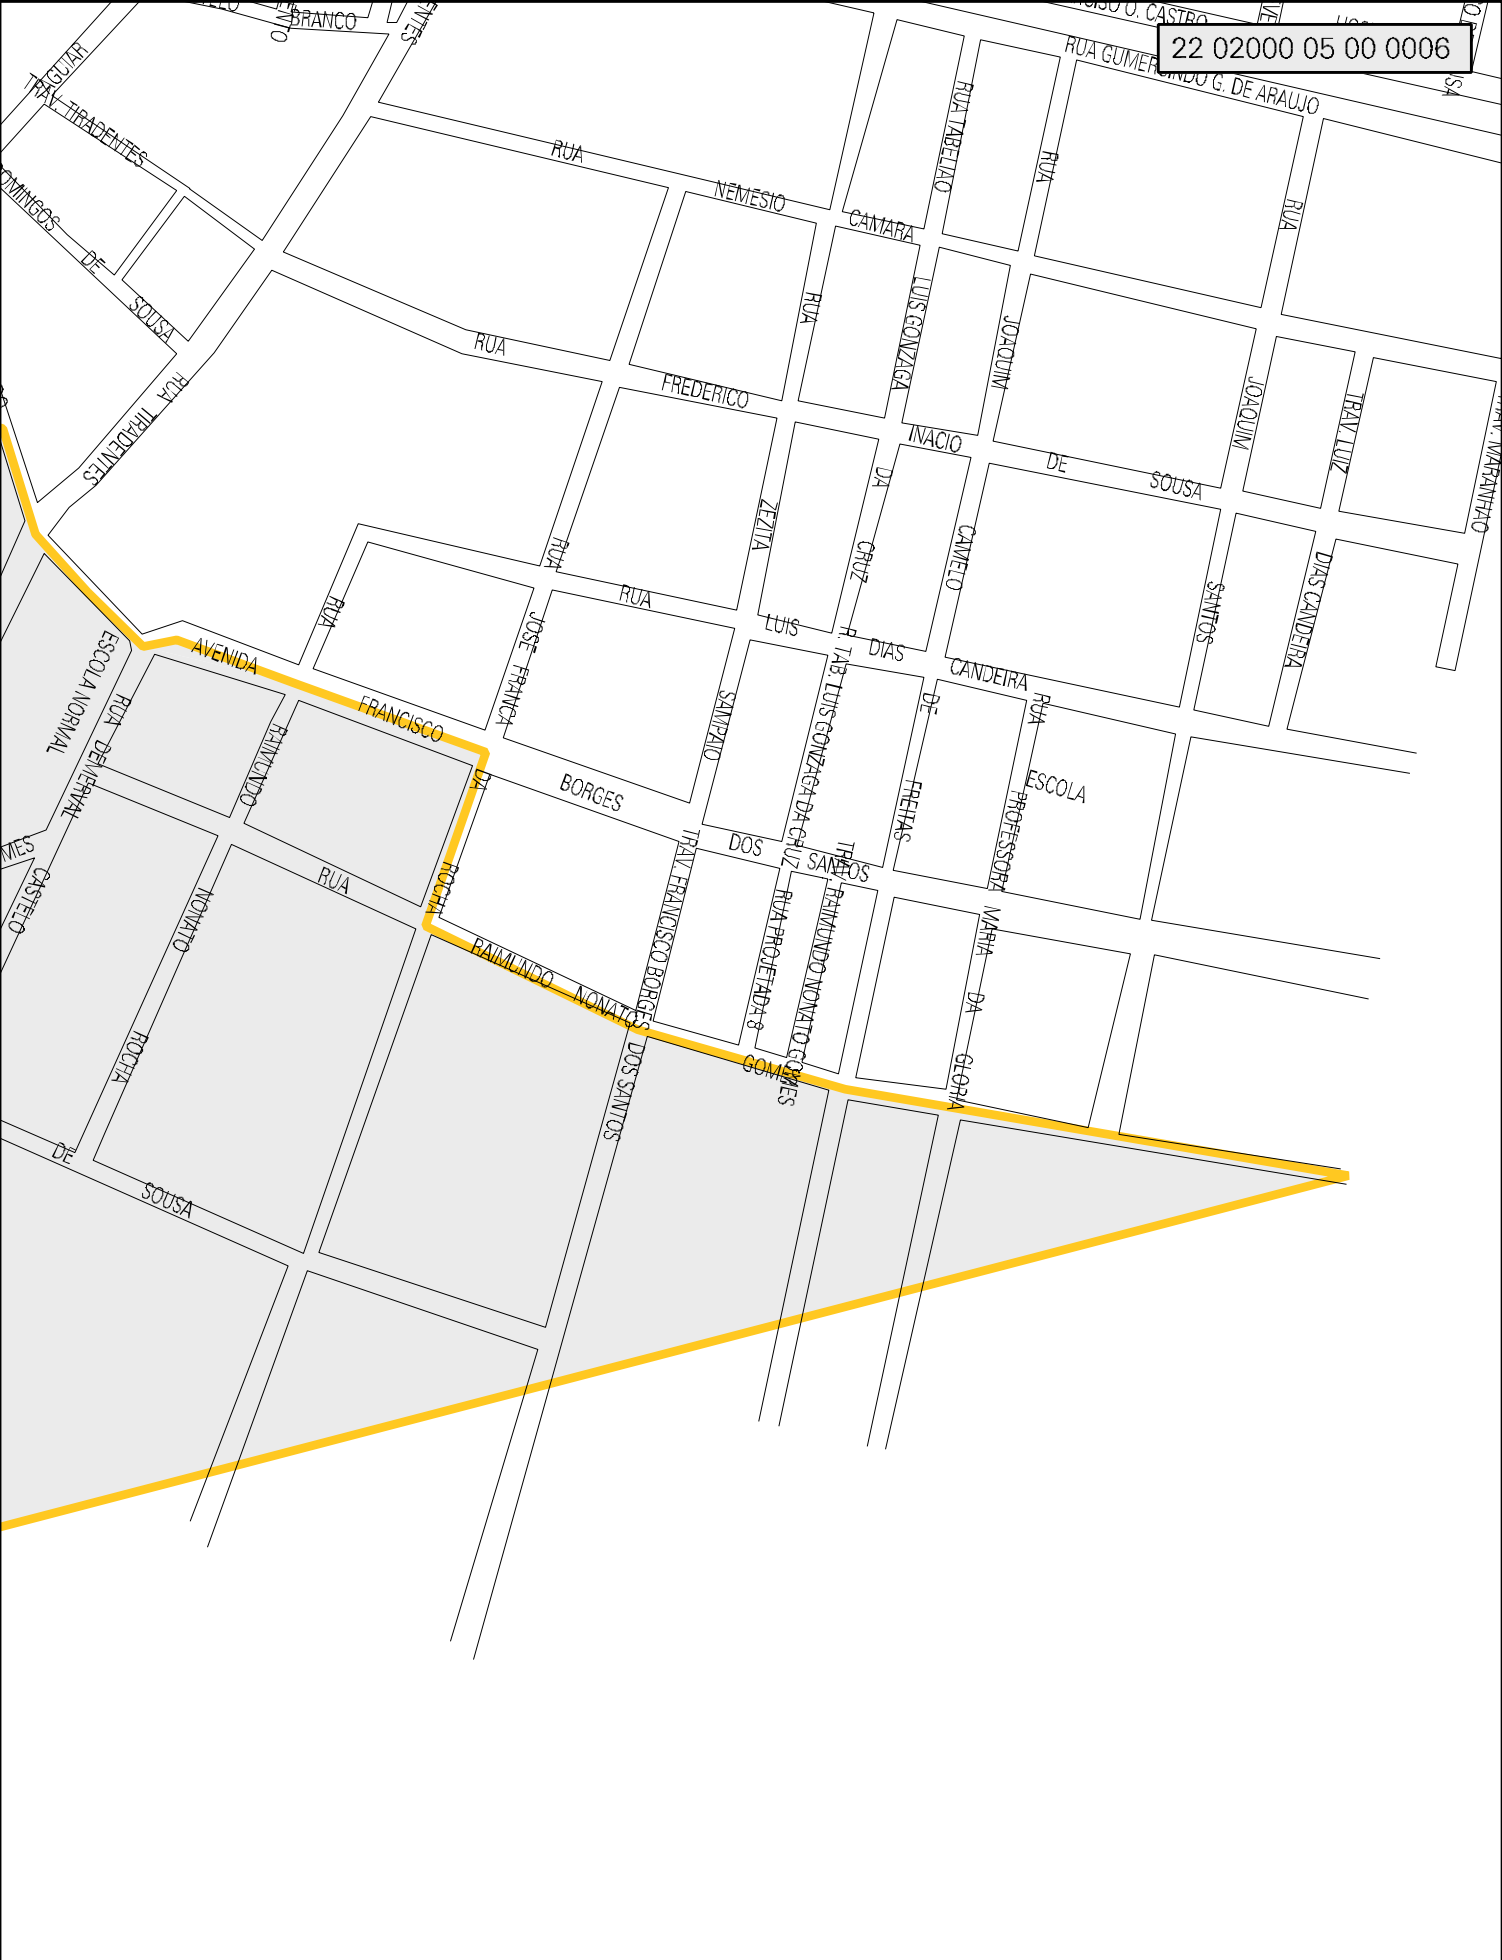 BRANCO
O. CASTRO
22 02000 05 00 0006
RUA GUMERCINDO G. DE ARAUJO
AGUIAR
TRAV. TIRADENTES
RUA
NEMESIO
CAMARA
RUA TABELIAO
LUIS GONZAGA
DA
CRUZ
RUA
JOAQUIM
CAMELO
DE
FREITAS
RUA
JOAQUIM
SANTOS
DE
SOUSA
RUA TIRADENTES
RUA
FREDERICO
INACIO
DE
SOUSA
RUA
ZEZITA
SAMPAIO
TRAV. LUIZ
DIAS CANDEIRA
MARANHAO
RUA
JOSE FRANCA
DA
ROCHA
RUA
RUA
LUIS
DIAS
CANDEIRA
R. TAB. LUIS GONZAGA DA CRUZ
AVENIDA
FRANCISCO
BORGES
DOS
SANTOS
ESCOLA NORMAL
RUA DEMERVAL
CASTELO
RAIMUNDO
NONATO
ROCHA
RUA
PROFESSORA
MARIA
DA
GLORIA
ESCOLA
RUA
RAIMUNDO
NONATO
GOMES
TRAV. FRANCISCO BORGES
DOS SANTOS
RUA PROJETADA 8
TRAV. RAIMUNDO NONATO GOMES
DE
SOUSA